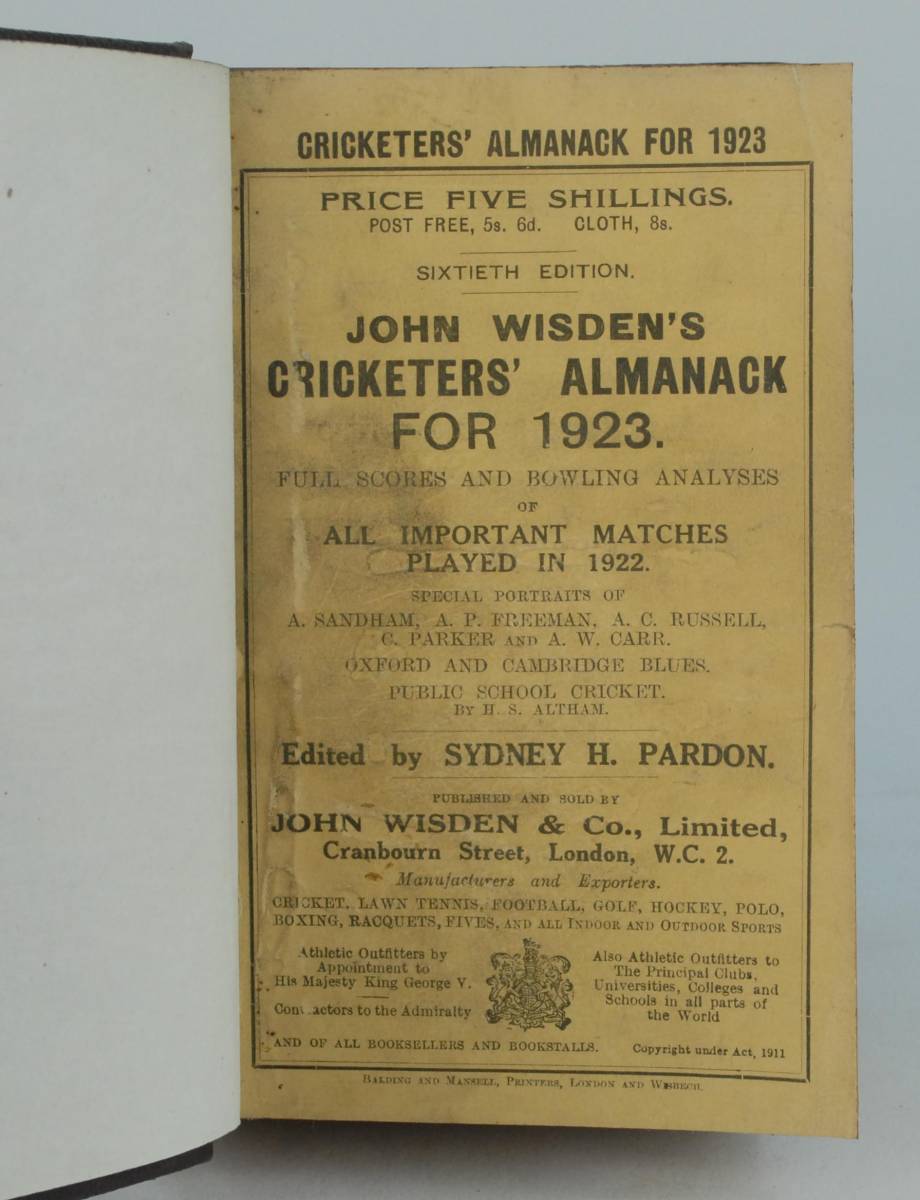 CRICKETERS' ALMANACK FOR 1923
PRICE FIVE SHILLINGS.
POST FREE, 5s. 6d. CLOTH, 8s.
SIXTIETH EDITION.
JOHN WISDEN'S
CRICKETERS' ALMANACK
FOR 1923.
FULL SCORES AND BOWLING ANALYSES
OF
ALL IMPORTANT MATCHES
PLAYED IN 1922.
SPECIAL PORTRAITS OF
A. SANDHAM, A. P. FREEMAN, A. C. RUSSELL,
C. PARKER AND A. W. CARR.
OXFORD AND CAMBRIDGE BLUES.
PUBLIC SCHOOL CRICKET.
BY H. S. ALTHAM.
Edited by SYDNEY H. PARDON.
PUBLISHED AND SOLD BY
JOHN WISDEN & Co., Limited,
Cranbourn Street, London, W.C. 2.
Manufacturers and Exporters.
CRICKET, LAWN TENNIS, FOOTBALL, GOLF, HOCKEY, POLO,
BOXING, RACQUETS, FIVES, AND ALL INDOOR AND OUTDOOR SPORTS
Athletic Outfitters by
Appointment to
His Majesty King George V.
Contractors to the Admiralty
Also Athletic Outfitters to
The Principal Clubs,
Universities, Colleges and
Schools in all parts of
the World
AND OF ALL BOOKSELLERS AND BOOKSTALLS.
Copyright under Act, 1911
BALDING AND MANSELL, PRINTERS, LONDON AND WISBECH.